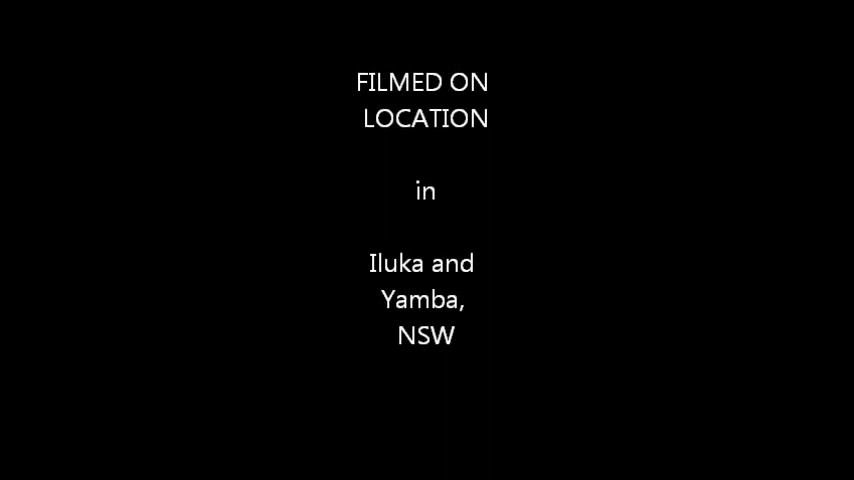 FILMED ON
LOCATION
in
Iluka and
Yamba,
NSW